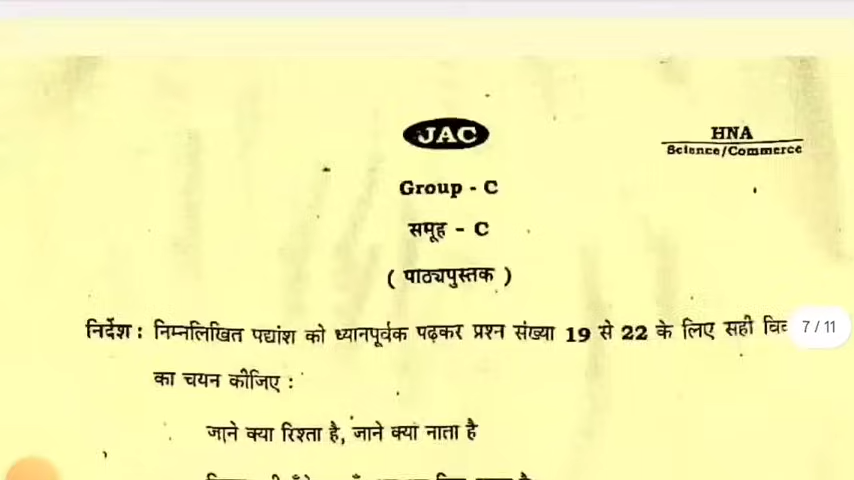 JAC
HNA
Science/Commerce
Group - C
समूह - C
( पाठ्यपुस्तक )
निर्देश : निम्नलिखित पद्यांश को ध्यानपूर्वक पढ़कर प्रश्न संख्या 19 से 22 के लिए सही
7 / 11
का चयन कीजिए :
जाने क्या रिश्ता है, जाने क्या नाता है